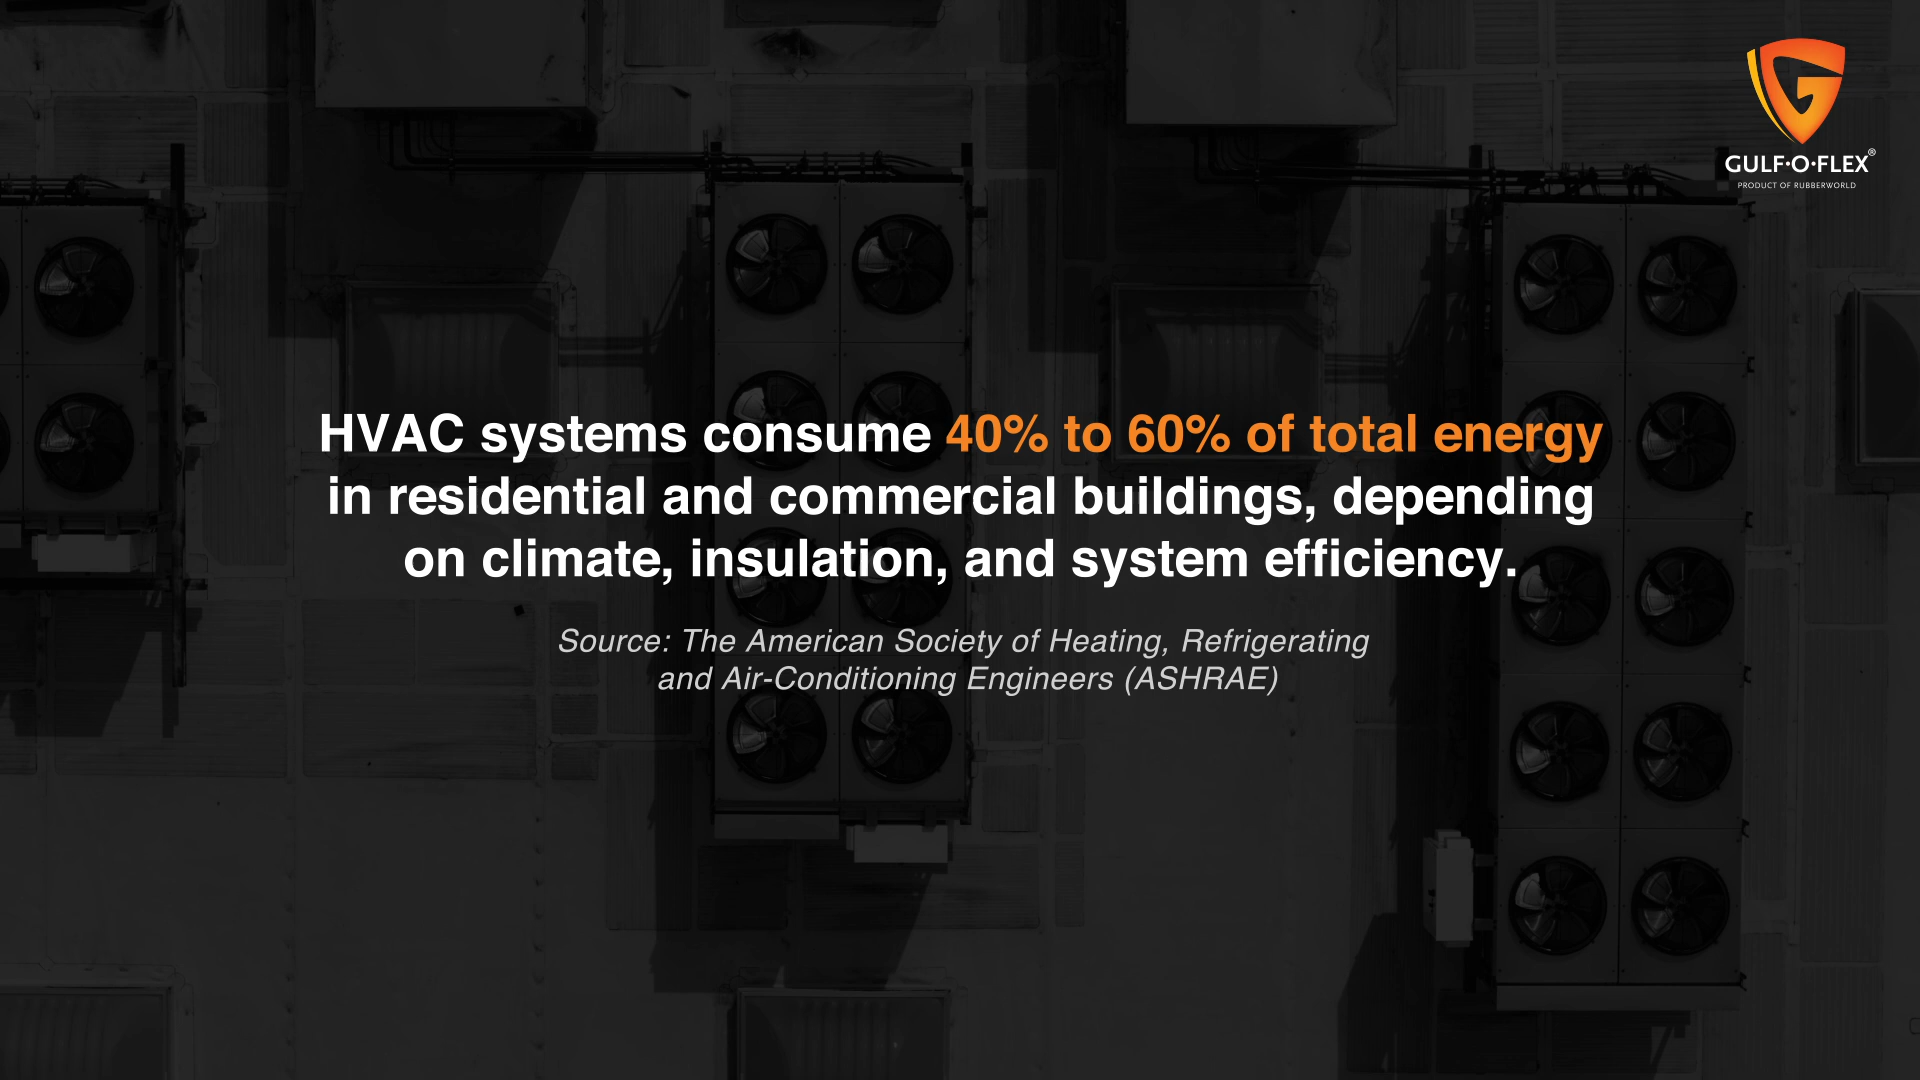 GULF·O·FLEX®
PRODUCT OF RUBBERWORLD
HVAC systems consume 40% to 60% of total energy
in residential and commercial buildings, depending
on climate, insulation, and system efficiency.
Source: The American Society of Heating, Refrigerating
and Air-Conditioning Engineers (ASHRAE)